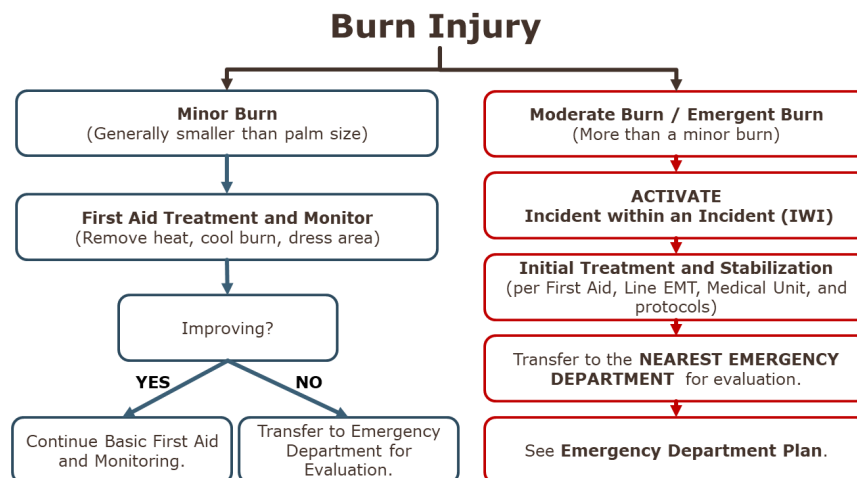 Burn Injury
Minor Burn
(Generally smaller than palm size)
First Aid Treatment and Monitor
(Remove heat, cool burn, dress area)
Improving?
YES
NO
Continue Basic First Aid
and Monitoring.
Transfer to Emergency
Department for
Evaluation.
Moderate Burn / Emergent Burn
(More than a minor burn)
ACTIVATE
Incident within an Incident (IWI)
Initial Treatment and Stabilization
(per First Aid, Line EMT, Medical Unit, and
protocols)
Transfer to the NEAREST EMERGENCY
DEPARTMENT for evaluation.
See Emergency Department Plan.